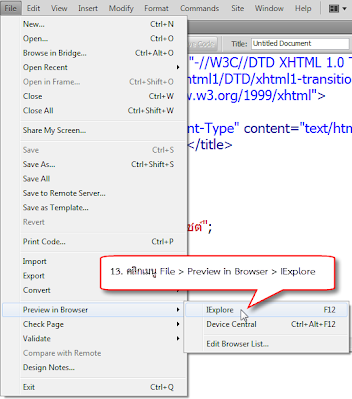 File Edit View Insert Modify Format Commands Site Window Help
New... Ctrl+N
Open... Ctrl+O
Browse in Bridge... Ctrl+Alt+O
Open Recent
Open in Frame... Ctrl+Shift+O
Close Ctrl+W
Close All Ctrl+Shift+W
Share My Screen...
Save Ctrl+S
Save As... Ctrl+Shift+S
Save All
Save to Remote Server...
Save as Template...
Revert
Print Code... Ctrl+P
Import
Export
Convert
Preview in Browser
Check Page
Validate
Compare with Remote
Design Notes...
Exit Ctrl+Q
Code
Title: Untitled Document
"-//W3C//DTD XHTML 1.0 T
html1/DTD/xhtml1-transition
w.w3.org/1999/xhtml">
nt-Type" content="text/htm
</title>
ซต์";
13. คลิกเมนู File > Preview in Browser > IExplore
IExplore F12
Device Central Ctrl+Alt+F12
Edit Browser List...